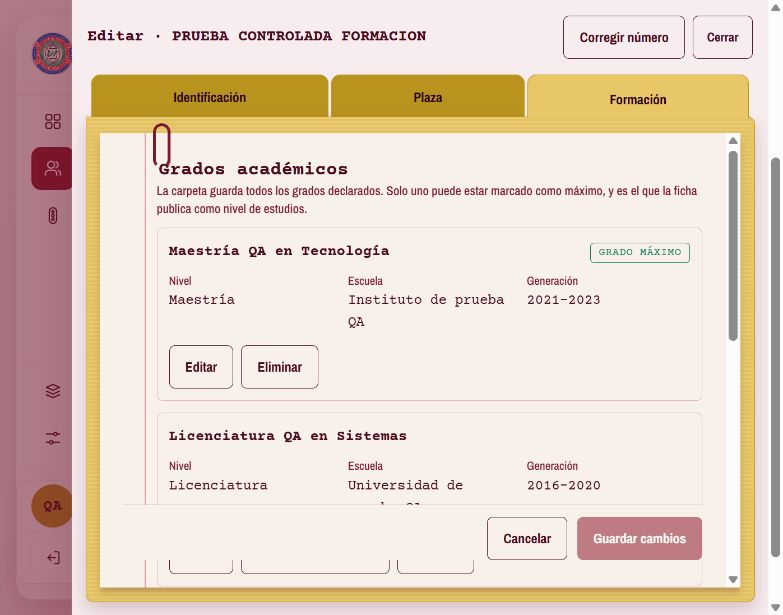 Editar · PRUEBA CONTROLADA FORMACION
Corregir número
Cerrar
Identificación
Plaza
Formación
Grados académicos
La carpeta guarda todos los grados declarados. Solo uno puede estar marcado como máximo, y es el que la ficha
publica como nivel de estudios.
Maestría QA en Tecnología
GRADO MÁXIMO
Nivel
Escuela
Generación
Maestría
Instituto de prueba
QA
2021–2023
Editar
Eliminar
Licenciatura QA en Sistemas
Nivel
Escuela
Generación
Licenciatura
Universidad de
2016–2020
QA
Cancelar
Guardar cambios